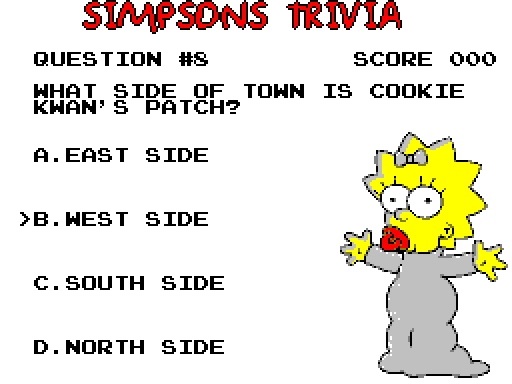 SIMPSONS TRIVIA
QUESTION #8 SCORE 000
WHAT SIDE OF TOWN IS COOKIE
KWAN'S PATCH?
A.EAST SIDE
>B.WEST SIDE
C.SOUTH SIDE
D.NORTH SIDE